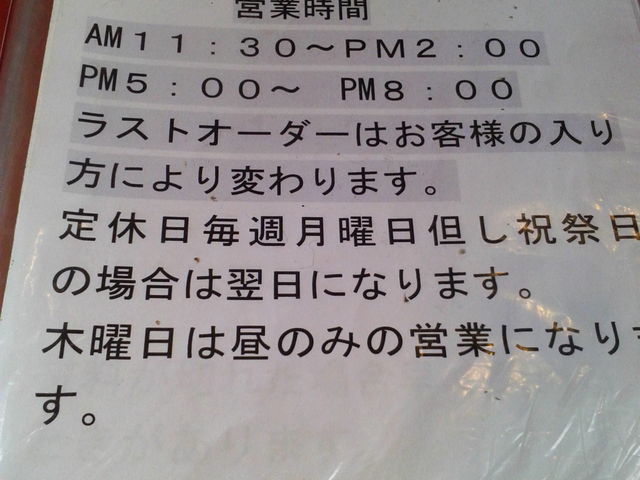 営業時間
AM１１：３０～PM２：００
PM５：００～　PM８：００
ラストオーダーはお客様の入り
方により変わります。
定休日毎週月曜日但し祝祭日
の場合は翌日になります。
木曜日は昼のみの営業になりま
す。